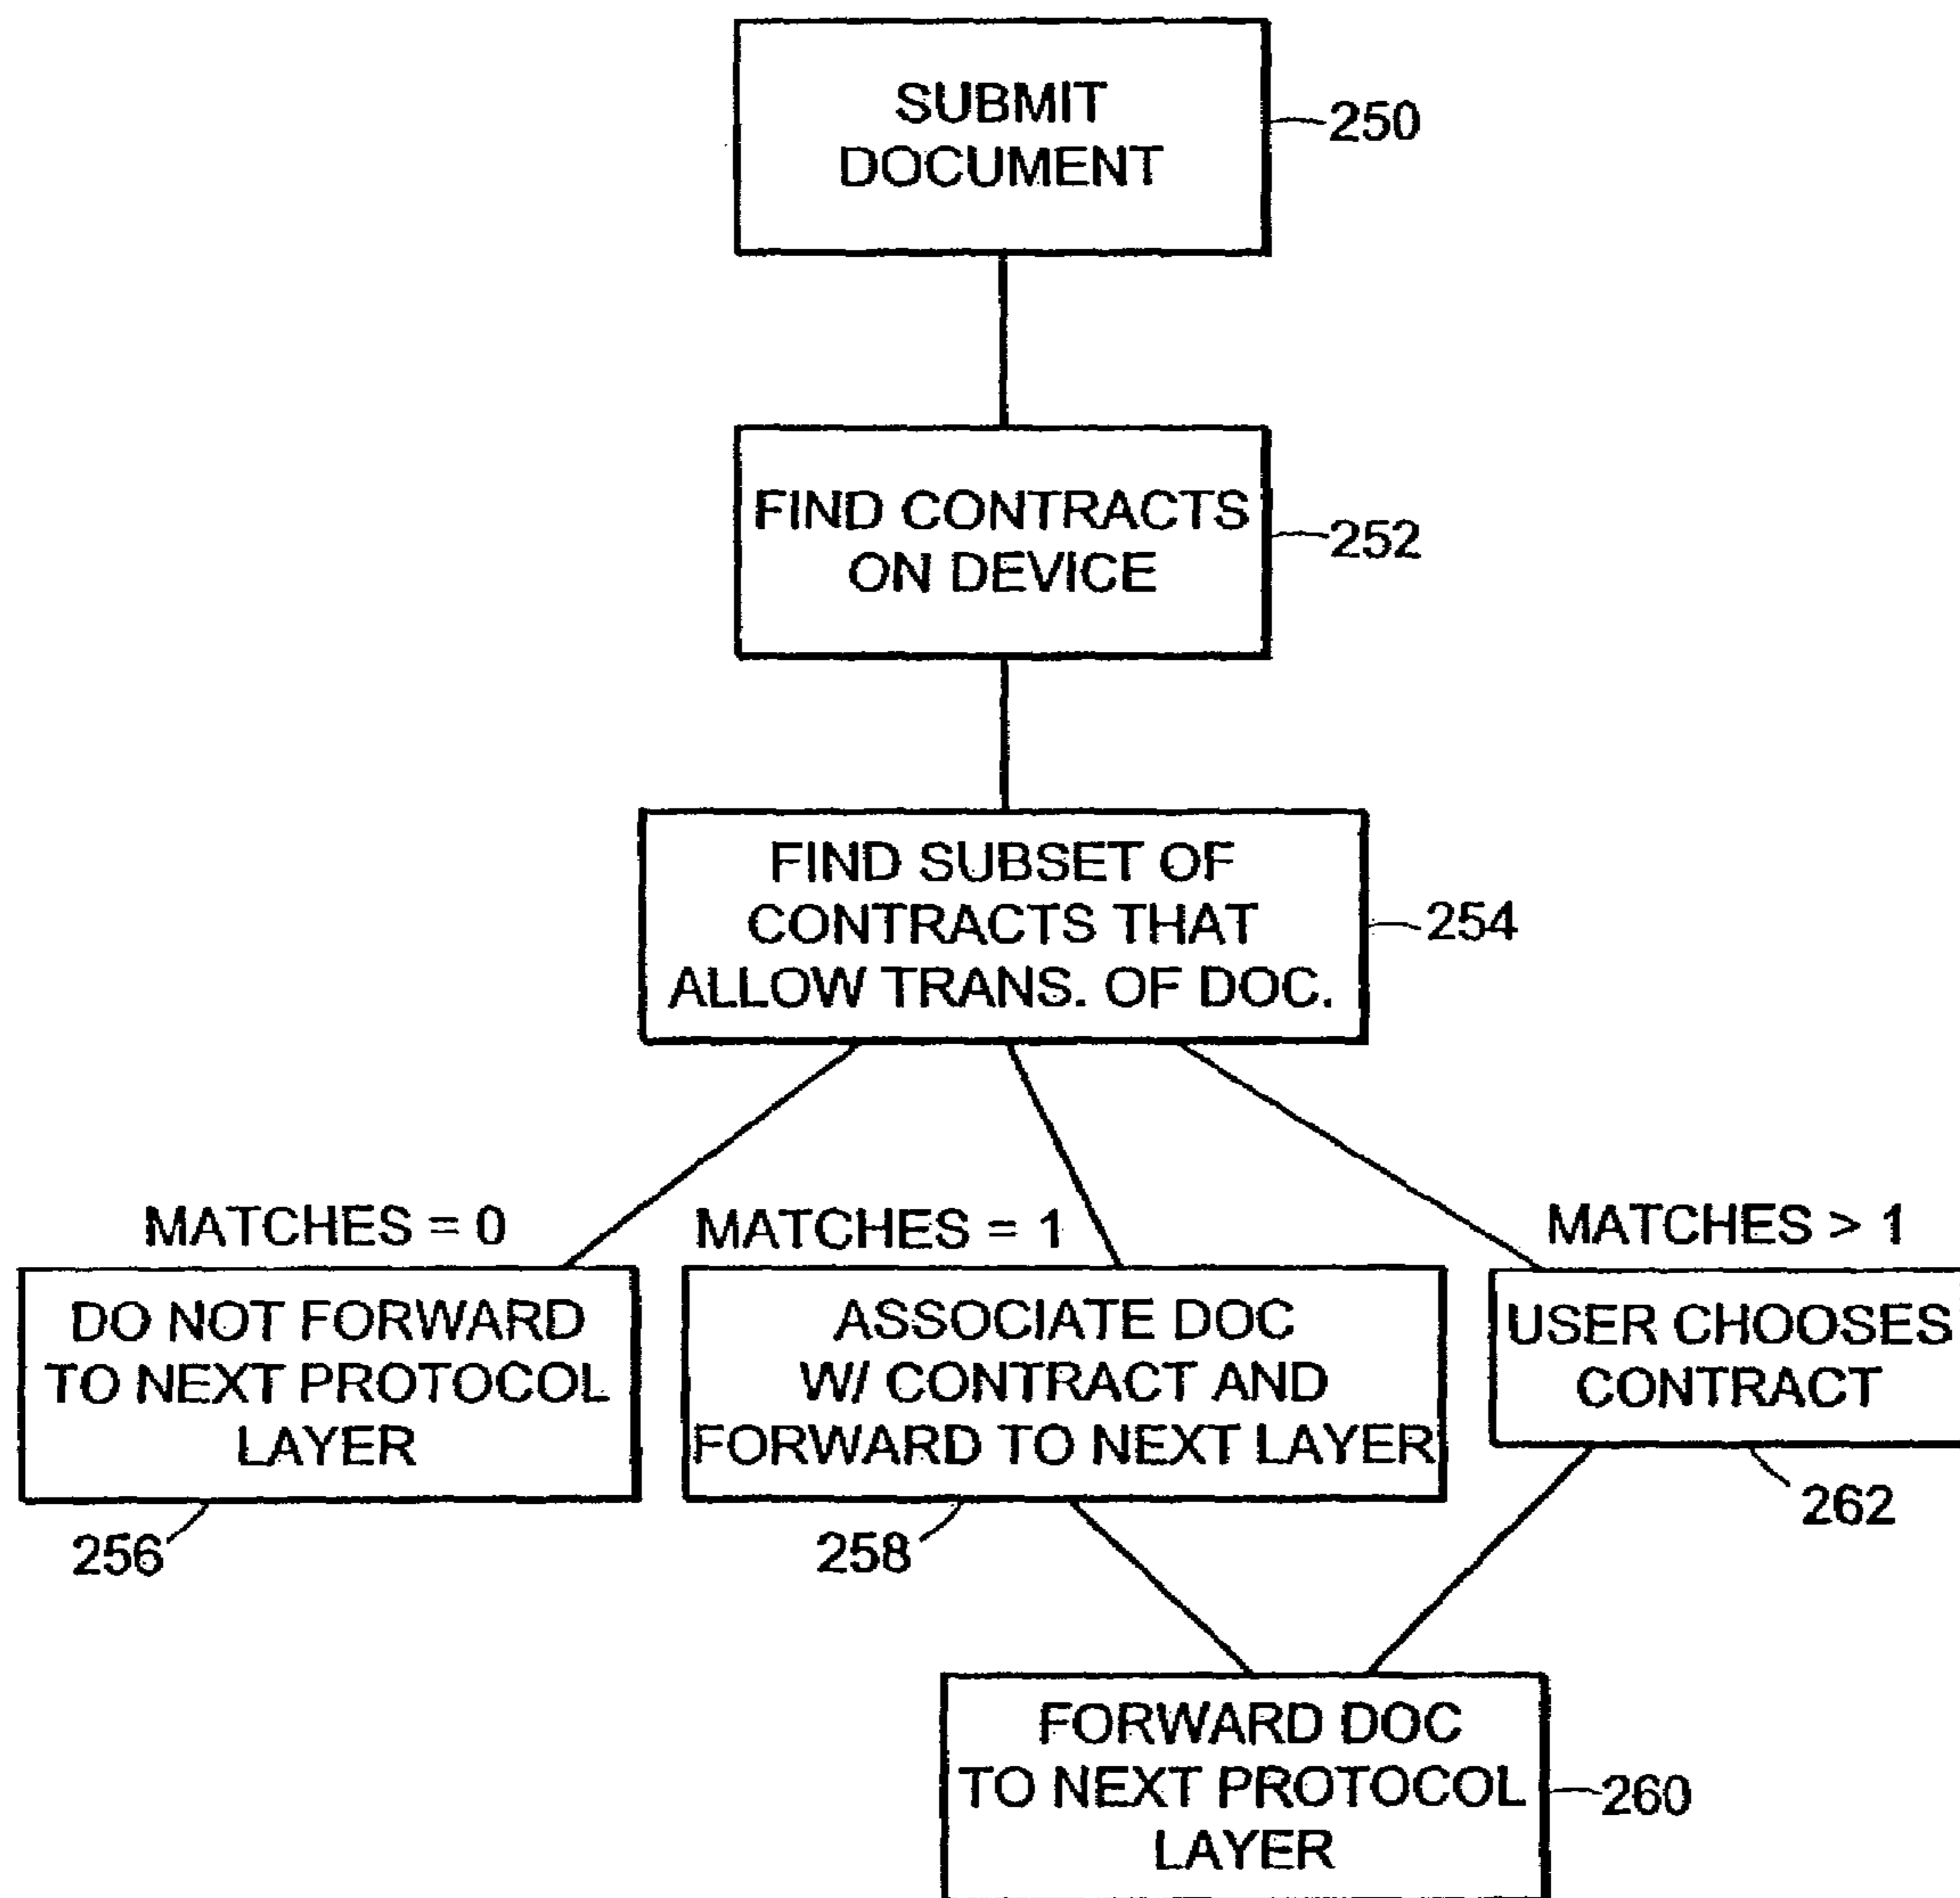 SUBMIT
DOCUMENT
250
FIND CONTRACTS
ON DEVICE
252
FIND SUBSET OF
CONTRACTS THAT
ALLOW TRANS. OF DOC.
254
MATCHES = 0
MATCHES = 1
MATCHES > 1
DO NOT FORWARD
TO NEXT PROTOCOL
LAYER
256
ASSOCIATE DOC
W/ CONTRACT AND
FORWARD TO NEXT LAYER
258
USER CHOOSES
CONTRACT
262
FORWARD DOC
TO NEXT PROTOCOL
LAYER
260